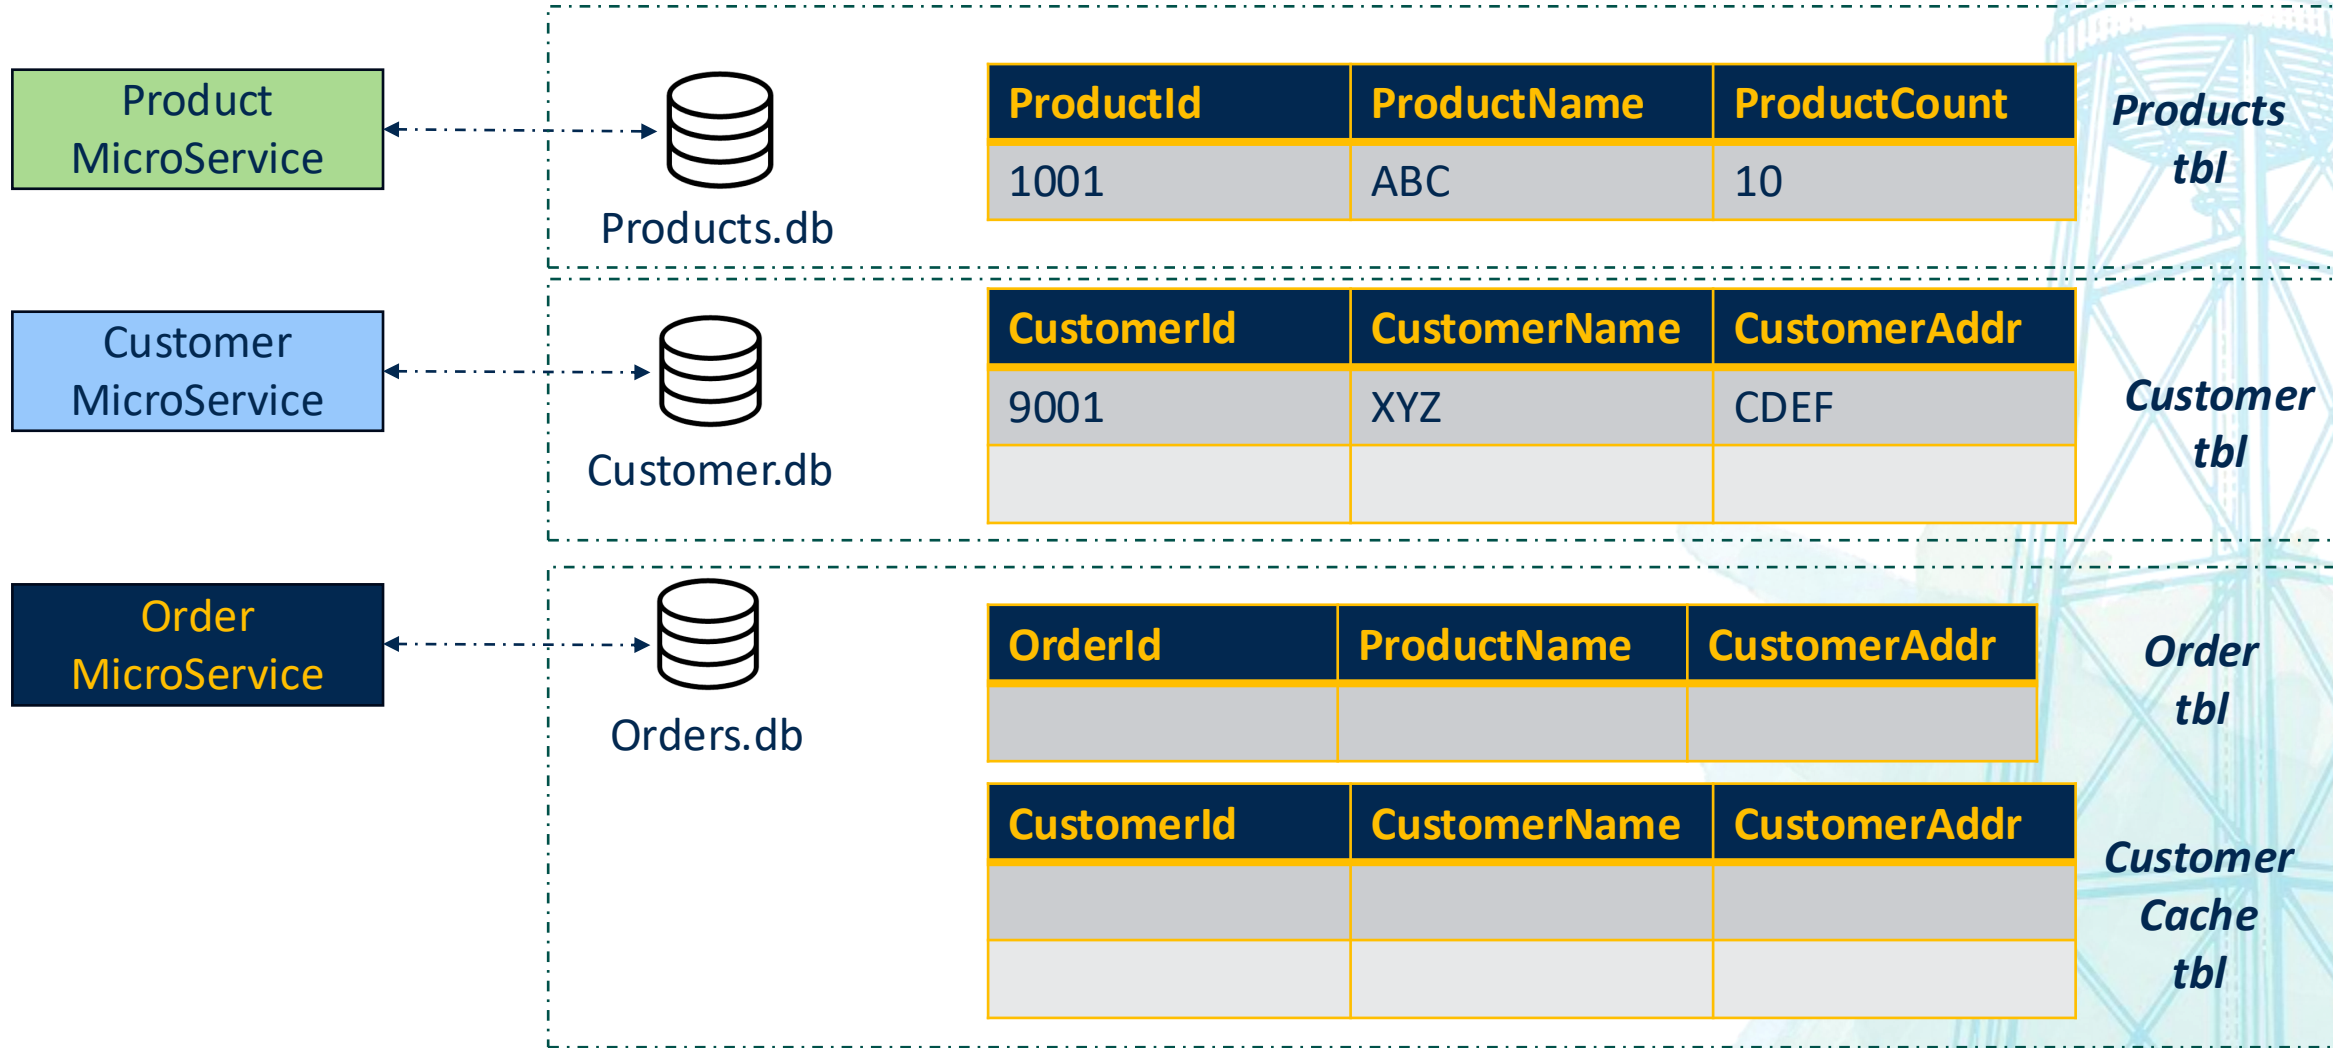 Product
MicroService
Products.db
ProductId ProductName ProductCount
1001 ABC 10
Products
tbl
Customer
MicroService
Customer.db
CustomerId CustomerName CustomerAddr
9001 XYZ CDEF
Customer
tbl
Order
MicroService
Orders.db
OrderId ProductName CustomerAddr
Order
tbl
CustomerId CustomerName CustomerAddr
Customer
Cache
tbl